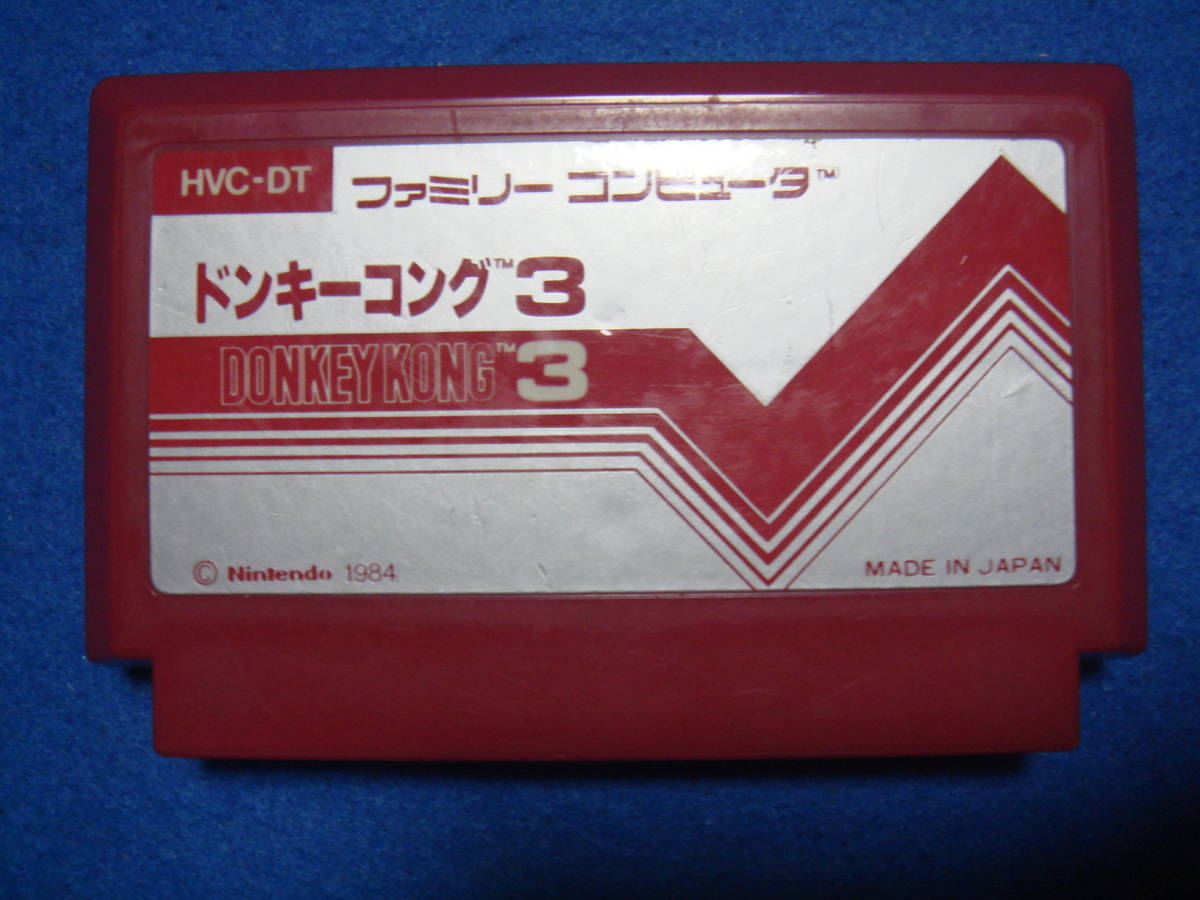 HVC-DT
ファミリー コンピュータ™
ドンキーコング™3
DONKEY KONG™3
© Nintendo 1984
MADE IN JAPAN